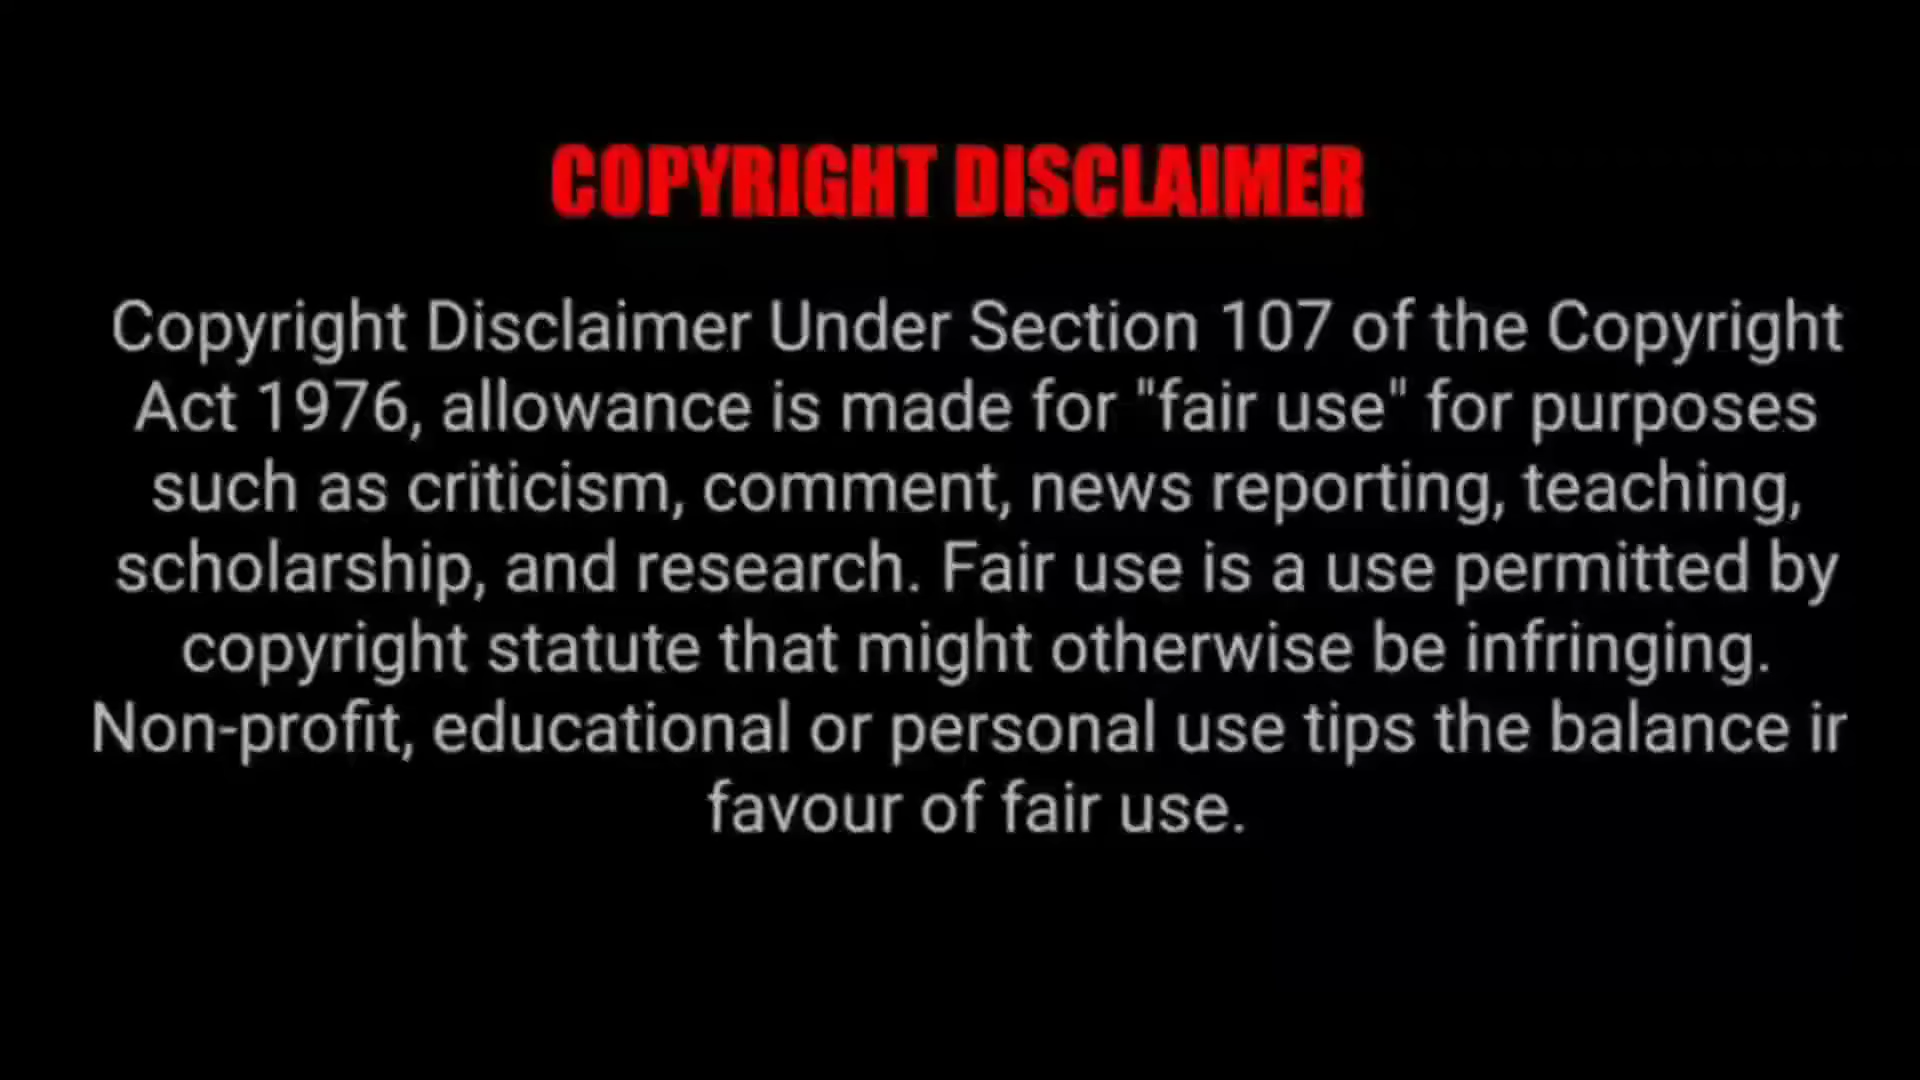 COPYRIGHT DISCLAIMER
Copyright Disclaimer Under Section 107 of the Copyright
Act 1976, allowance is made for "fair use" for purposes
such as criticism, comment, news reporting, teaching,
scholarship, and research. Fair use is a use permitted by
copyright statute that might otherwise be infringing.
Non-profit, educational or personal use tips the balance ir
favour of fair use.